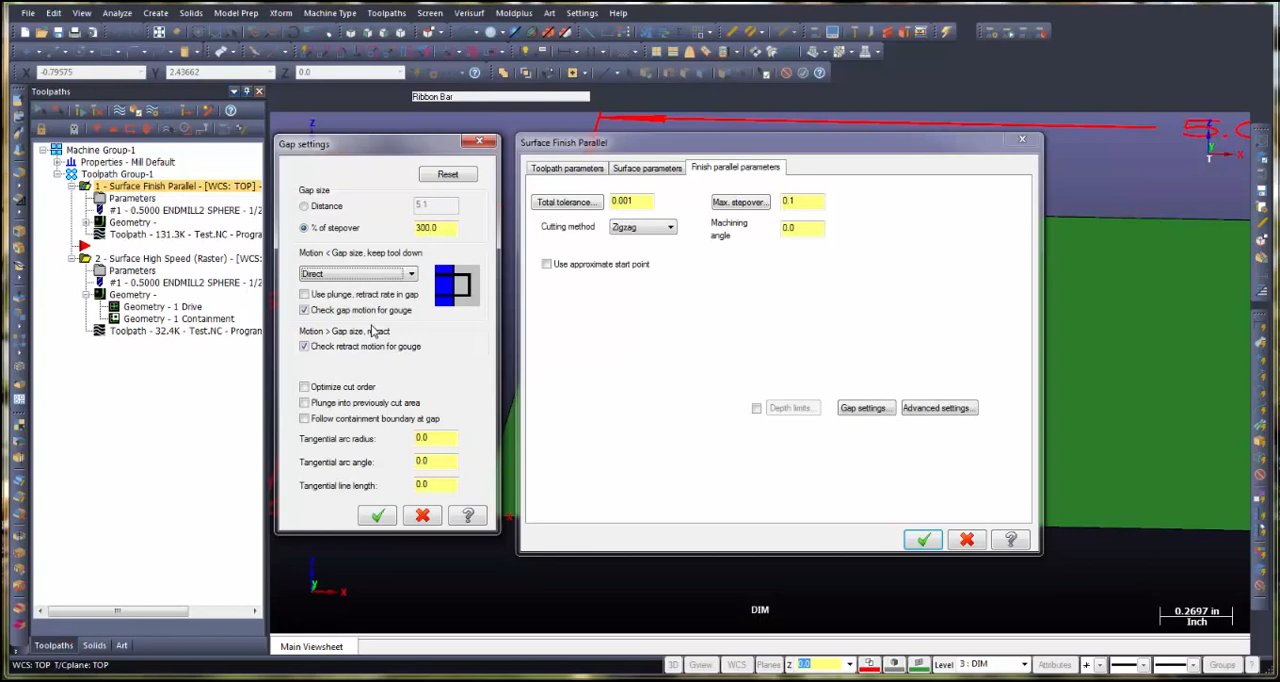 File Edit View Analyze Create Solids Model Prep Xform Machine Type Toolpaths Screen Verisurf Moldplus Art Settings Help
X -0.79575 Y 2.43662 Z 0.0
Toolpaths
Ribbon Bar
Machine Group-1
Properties - Mill Default
Toolpath Group-1
1 - Surface Finish Parallel - [WCS: TOP] -
Parameters
#1 - 0.5000 ENDMILL2 SPHERE - 1/2
Geometry -
Toolpath - 131.3K - Test.NC - Progra
2 - Surface High Speed (Raster) - [WCS:
Parameters
#1 - 0.5000 ENDMILL2 SPHERE - 1/2
Geometry -
Geometry - 1 Drive
Geometry - 1 Containment
Toolpath - 32.4K - Test.NC - Program
Toolpaths Solids Art
Gap settings
Reset
Gap size
Distance 5.1
% of stepover 300.0
Motion < Gap size, keep tool down
Direct
Use plunge, retract rate in gap
Check gap motion for gouge
Motion > Gap size, retract
Check retract motion for gouge
Optimize cut order
Plunge into previously cut area
Follow containment boundary at gap
Tangential arc radius: 0.0
Tangential arc angle: 0.0
Tangential line length: 0.0
Surface Finish Parallel
Toolpath parameters Surface parameters Finish parallel parameters
Total tolerance... 0.001 Max. stepover... 0.1
Cutting method Zigzag Machining angle 0.0
Use approximate start point
Depth limits... Gap settings... Advanced settings...
z
y
x
T
z
y
x
DIM
0.2697 in
Inch
Main Viewsheet
WCS: TOP T/Cplane: TOP
3D Gview WCS Planes Z 0.0 Level 3 : DIM Attributes Groups ?